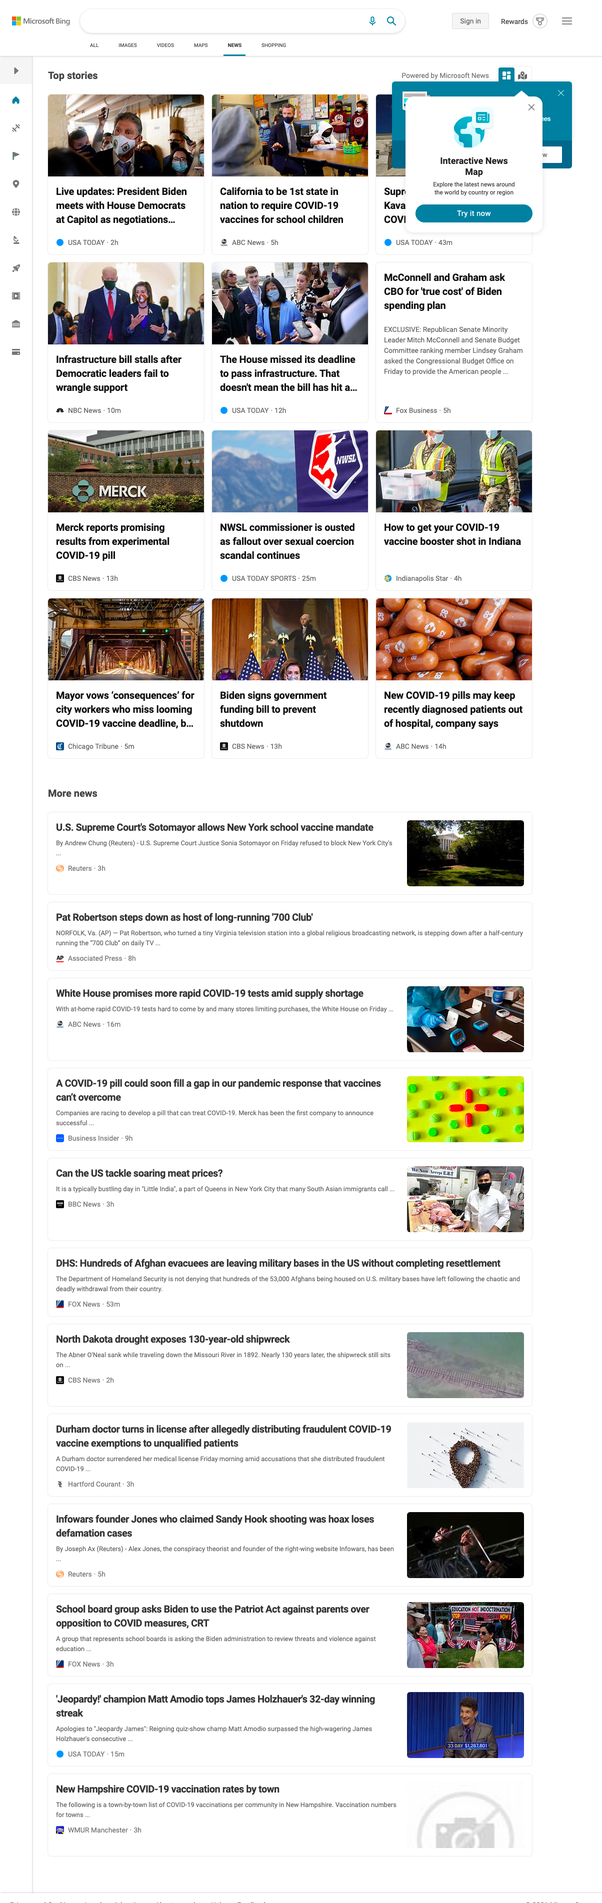 Microsoft Bing
Sign in
Rewards
ALL
IMAGES
VIDEOS
MAPS
NEWS
SHOPPING
Top stories
Powered by Microsoft News
Interactive News
Map
Explore the latest news around
the world by country or region
Try it now
Live updates: President Biden
meets with House Democrats
at Capitol as negotiations...
USA TODAY · 2h
California to be 1st state in
nation to require COVID-19
vaccines for school children
ABC News · 5h
USA TODAY · 43m
Infrastructure bill stalls after
Democratic leaders fail to
wrangle support
NBC News · 10m
The House missed its deadline
to pass infrastructure. That
doesn't mean the bill has hit a...
USA TODAY · 12h
McConnell and Graham ask
CBO for 'true cost' of Biden
spending plan
EXCLUSIVE: Republican Senate Minority
Leader Mitch McConnell and Senate Budget
Committee ranking member Lindsey Graham
asked the Congressional Budget Office on
Friday to provide the American people ...
Fox Business · 5h
MERCK
Merck reports promising
results from experimental
COVID-19 pill
CBS News · 13h
NWSL
NWSL commissioner is ousted
as fallout over sexual coercion
scandal continues
USA TODAY SPORTS · 25m
How to get your COVID-19
vaccine booster shot in Indiana
Indianapolis Star · 4h
Mayor vows 'consequences' for
city workers who miss looming
COVID-19 vaccine deadline, b...
Chicago Tribune · 5m
Biden signs government
funding bill to prevent
shutdown
CBS News · 13h
New COVID-19 pills may keep
recently diagnosed patients out
of hospital, company says
ABC News · 14h
More news
U.S. Supreme Court's Sotomayor allows New York school vaccine mandate
By Andrew Chung (Reuters) - U.S. Supreme Court Justice Sonia Sotomayor on Friday refused to block New York City's
...
Reuters · 3h
Pat Robertson steps down as host of long-running '700 Club'
NORFOLK, Va. (AP) — Pat Robertson, who turned a tiny Virginia television station into a global religious broadcasting network, is stepping down after a half-century
running the "700 Club" on daily TV ...
AP
Associated Press · 8h
White House promises more rapid COVID-19 tests amid supply shortage
With at-home rapid COVID-19 tests hard to come by and many stores limiting purchases, the White House on Friday ...
ABC News · 16m
A COVID-19 pill could soon fill a gap in our pandemic response that vaccines
can't overcome
Companies are racing to develop a pill that can treat COVID-19. Merck has been the first company to announce
successful ...
Business Insider · 9h
Can the US tackle soaring meat prices?
It is a typically bustling day in "Little India", a part of Queens in New York City that many South Asian immigrants call ...
BBC News · 3h
DHS: Hundreds of Afghan evacuees are leaving military bases in the US without completing resettlement
The Department of Homeland Security is not denying that hundreds of the 53,000 Afghans being housed on U.S. military bases have left following the chaotic and
deadly withdrawal from their country.
FOX News · 53m
North Dakota drought exposes 130-year-old shipwreck
The Abner O'Neal sank while traveling down the Missouri River in 1892. Nearly 130 years later, the shipwreck still sits
on ...
CBS News · 2h
Durham doctor turns in license after allegedly distributing fraudulent COVID-19
vaccine exemptions to unqualified patients
A Durham doctor surrendered her medical license Friday morning amid accusations that she distributed fraudulent
COVID-19 ...
Hartford Courant · 3h
Infowars founder Jones who claimed Sandy Hook shooting was hoax loses
defamation cases
By Joseph Ax (Reuters) - Alex Jones, the conspiracy theorist and founder of the right-wing website Infowars, has been
...
Reuters · 5h
School board group asks Biden to use the Patriot Act against parents over
opposition to COVID measures, CRT
A group that represents school boards is asking the Biden administration to review threats and violence against
education ...
FOX News · 3h
EDUCATION NOT INDOCTRINATION
'Jeopardy!' champion Matt Amodio tops James Holzhauer's 32-day winning
streak
Apologies to "Jeopardy James": Reigning quiz-show champ Matt Amodio surpassed the high-wagering James
Holzhauer's consecutive ...
USA TODAY · 15m
33 DAY $1,267,801
New Hampshire COVID-19 vaccination rates by town
The following is a town-by-town list of COVID-19 vaccinations per community in New Hampshire. Vaccination numbers
for towns ...
WMUR Manchester · 3h